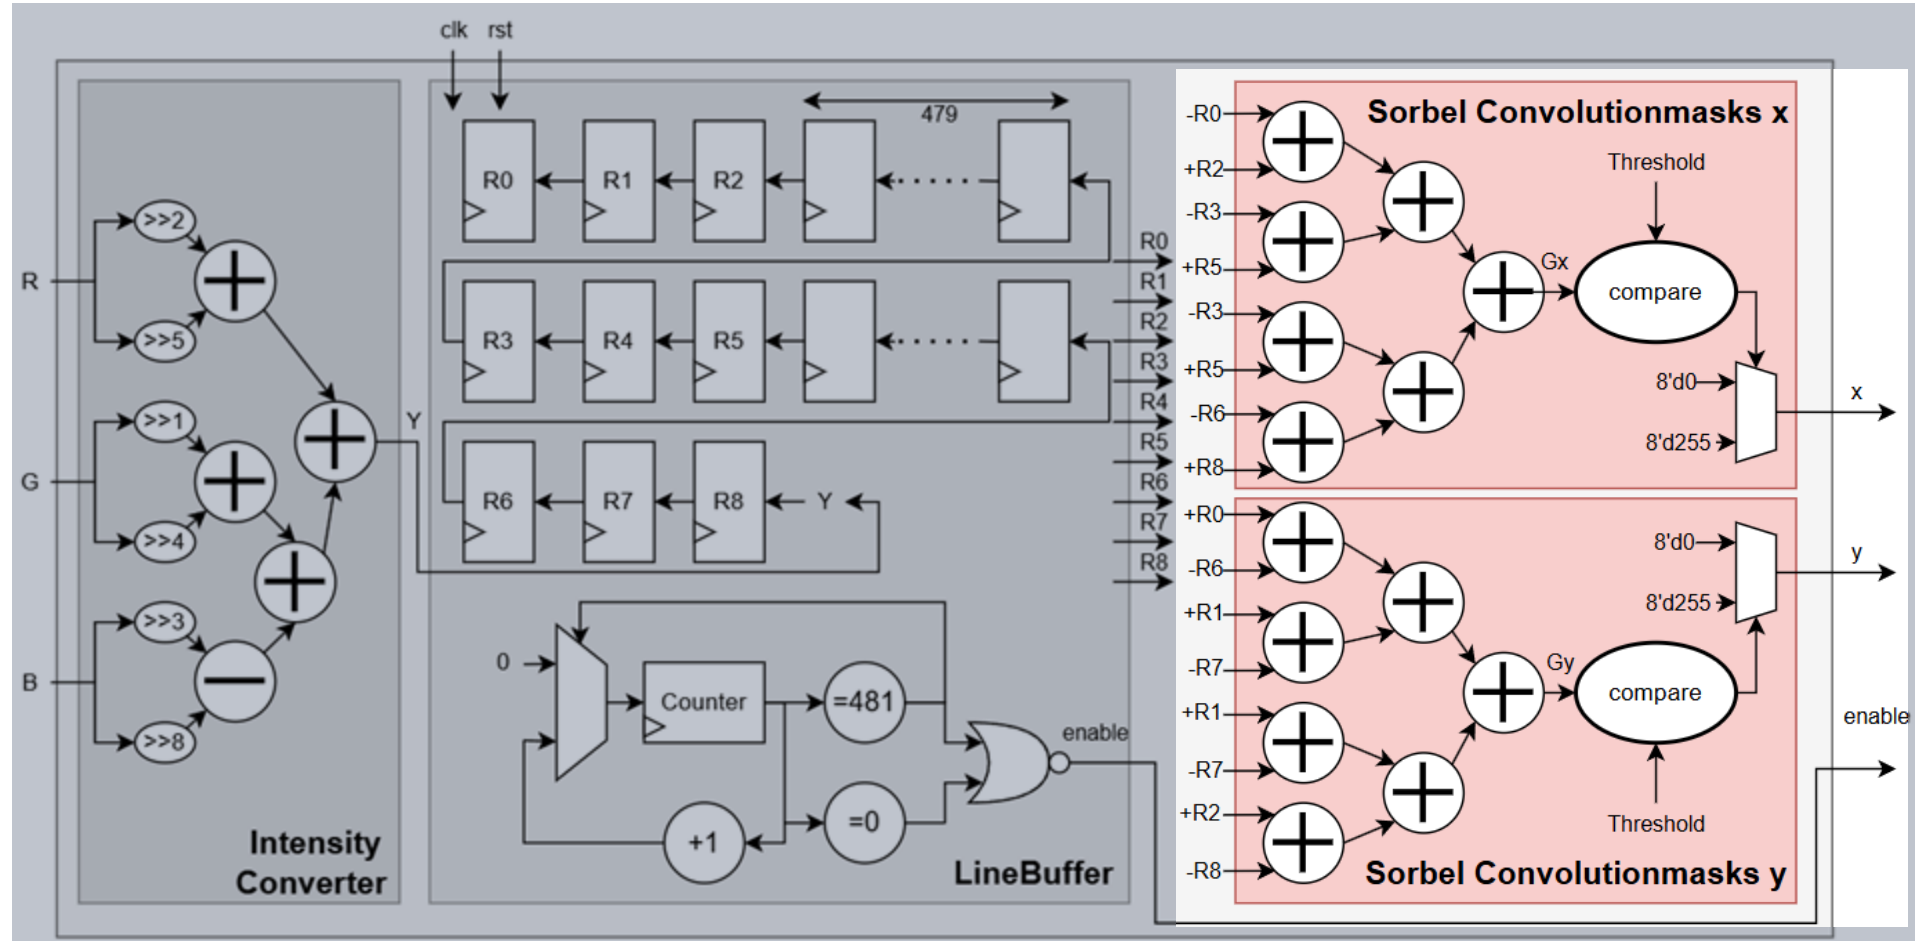 clk rst
R
G
B
>>2
>>5
>>1
>>4
>>3
>>8
Y
Intensity
Converter
479
R0 R1 R2
R3 R4 R5
R6 R7 R8 Y
0
Counter
=481
=0
+1
enable
LineBuffer
R0
R1
R2
R3
R4
R5
R6
R7
R8
Sorbel Convolutionmasks x
-R0
+R2
-R3
+R5
-R3
+R5
-R6
+R8
Gx
Threshold
compare
8'd0
8'd255
x
+R0
-R6
+R1
-R7
+R1
-R7
+R2
-R8
Gy
8'd0
8'd255
compare
Threshold
Sorbel Convolutionmasks y
y
enable